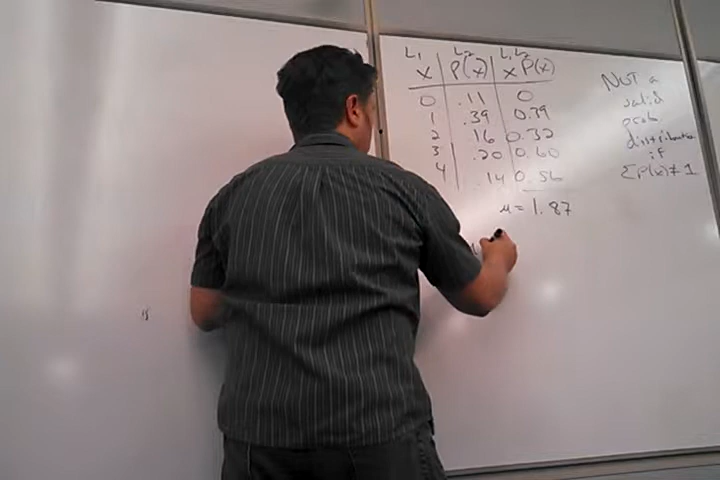 L₁ L₂ L₁L₂
x P(x) x P(x)
0 .11 0
1 .39 0.39
2 .16 0.32
3 .20 0.60
4 .14 0.56
μ = 1.87
NOT a
valid
prob
distribution
if
ΣP(x)≠1